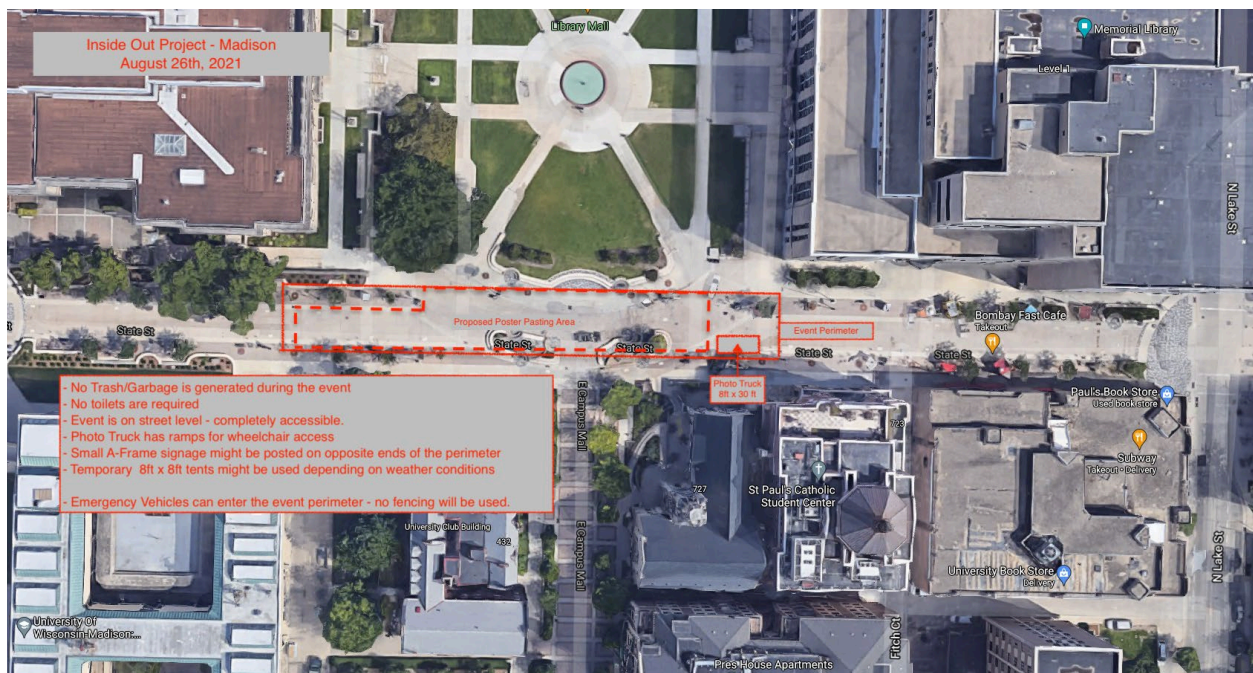 Inside Out Project - Madison
August 26th, 2021
Library Mall
Memorial Library
Level 1
N Lake St
Proposed Poster Pasting Area
Event Perimeter
Bombay Fast Cafe
Takeout
State St
State St
State St
State St
State St
Photo Truck
8ft x 30 ft
- No Trash/Garbage is generated during the event
- No toilets are required
- Event is on street level - completely accessible.
- Photo Truck has ramps for wheelchair access
- Small A-Frame signage might be posted on opposite ends of the perimeter
- Temporary 8ft x 8ft tents might be used depending on weather conditions
- Emergency Vehicles can enter the event perimeter - no fencing will be used.
E Campus Mall
Paul's Book Store
Used book store
723
Subway
Takeout • Delivery
727
St Paul's Catholic
Student Center
University Club Building
432
E Campus Mall
University Book Store
Delivery
N Lake St
University Of
Wisconsin-Madison:...
Fitch Ct
Pres House Apartments